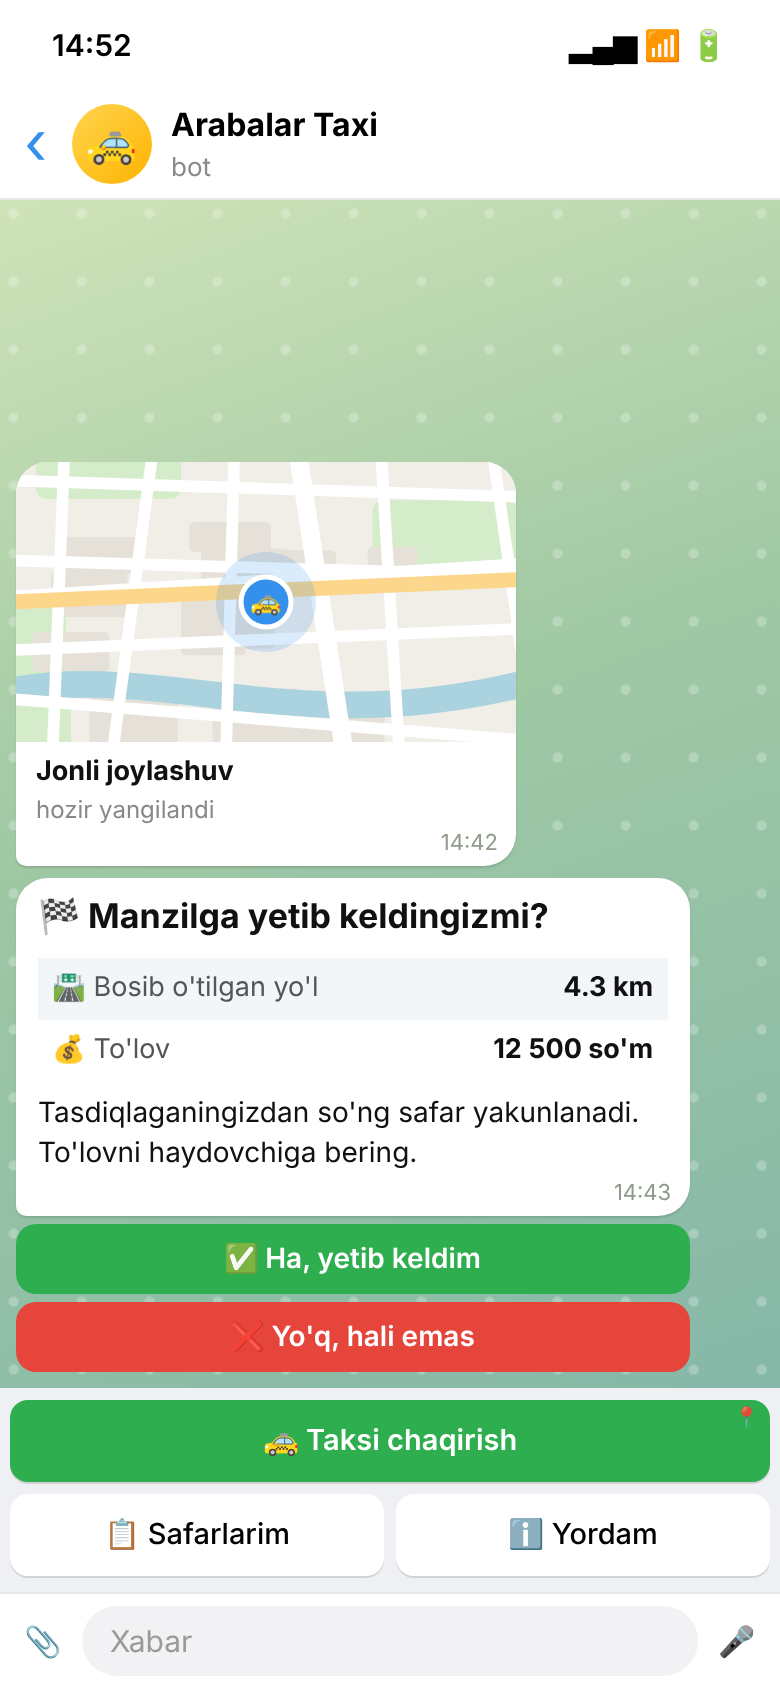 14:52
Arabalar Taxi
bot
Jonli joylashuv
hozir yangilandi
14:42
🏁 Manzilga yetib keldingizmi?
🛣️ Bosib o'tilgan yo'l 4.3 km
💰 To'lov 12 500 so'm
Tasdiqlaganingizdan so'ng safar yakunlanadi.
To'lovni haydovchiga bering.
14:43
✅ Ha, yetib keldim
❌ Yo'q, hali emas
🚕 Taksi chaqirish
📋 Safarlarim
ℹ️ Yordam
Xabar